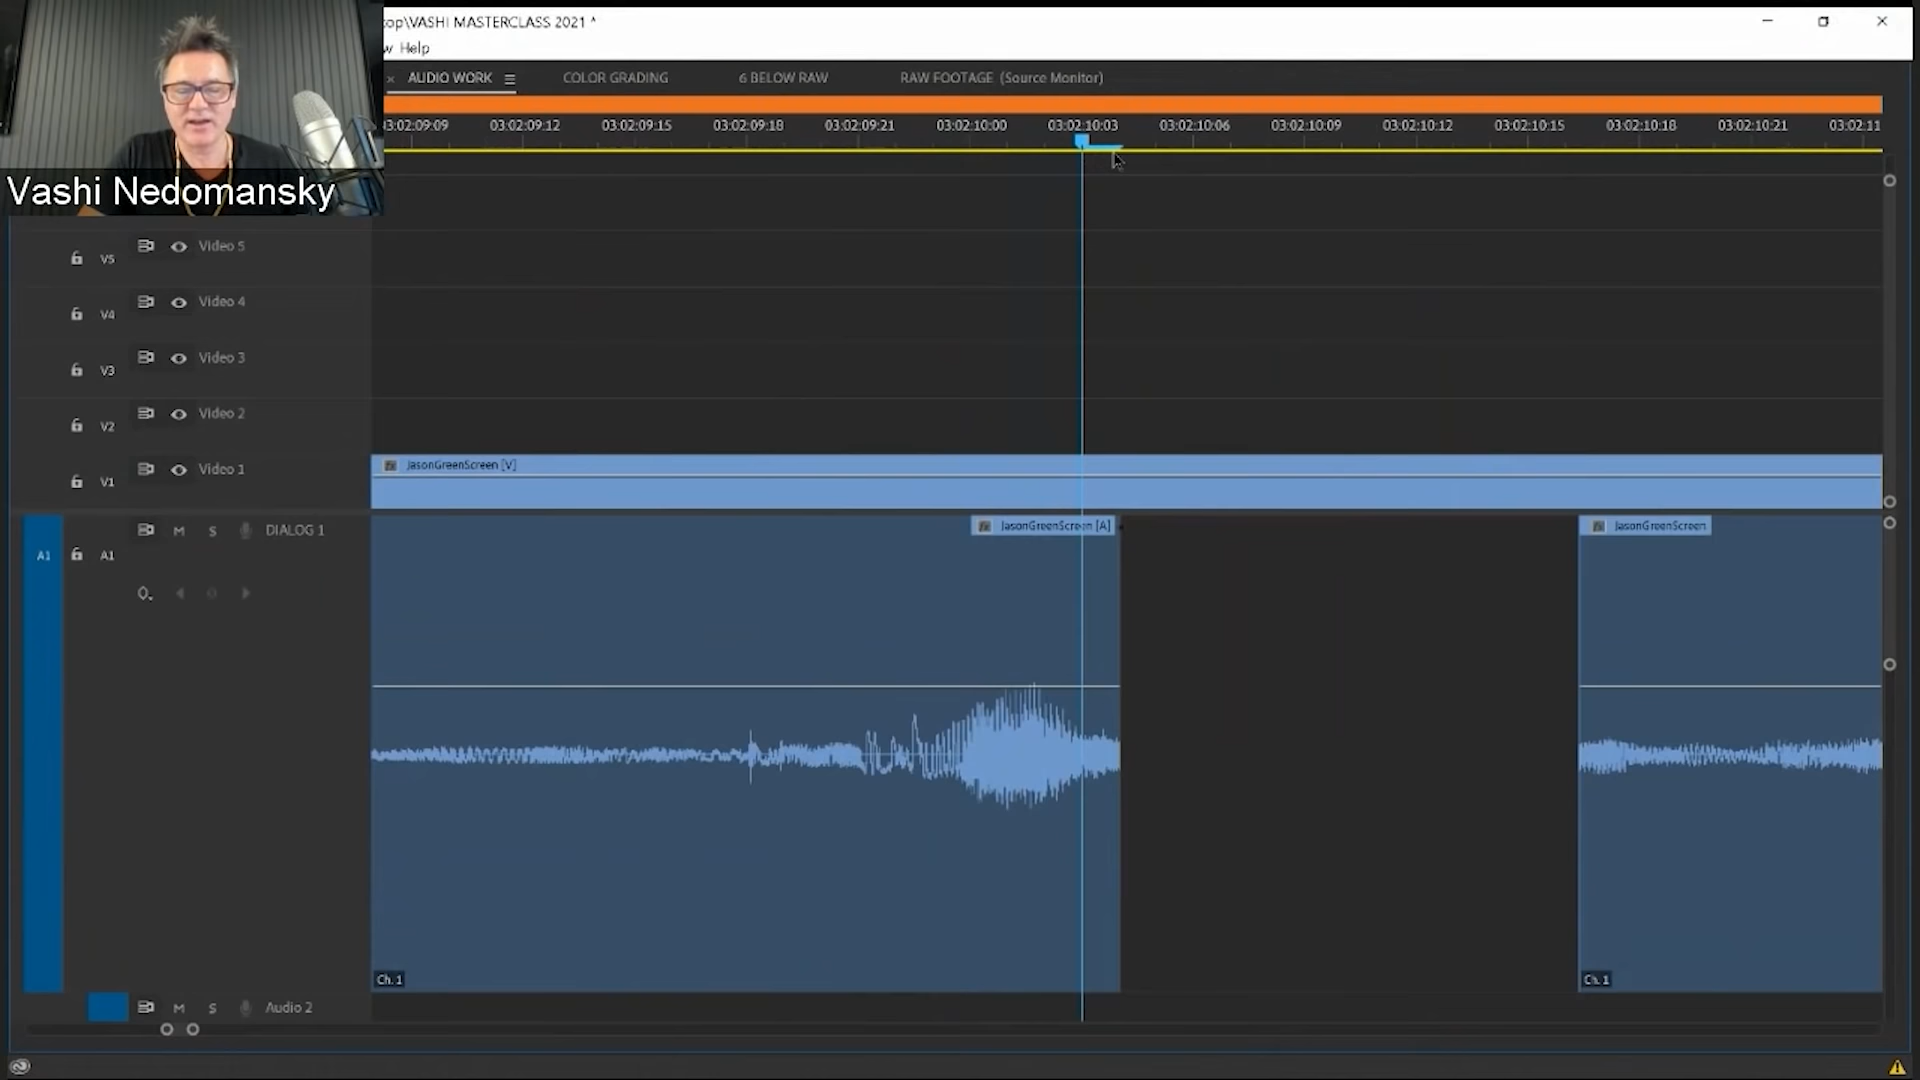 op\VASHI MASTERCLASS 2021 *
w Help
AUDIO WORK
COLOR GRADING
6 BELOW RAW
RAW FOOTAGE (Source Monitor)
03:02:09:09
03:02:09:12
03:02:09:15
03:02:09:18
03:02:09:21
03:02:10:00
03:02:10:03
03:02:10:06
03:02:10:09
03:02:10:12
03:02:10:15
03:02:10:18
03:02:10:21
03:02:11
Vashi Nedomansky
V5 Video 5
V4 Video 4
V3 Video 3
V2 Video 2
V1 Video 1
JasonGreenScreen [V]
A1 A1 M S DIALOG 1
JasonGreenScreen [A]
JasonGreenScreen
Ch. 1
Ch. 1
M S Audio 2